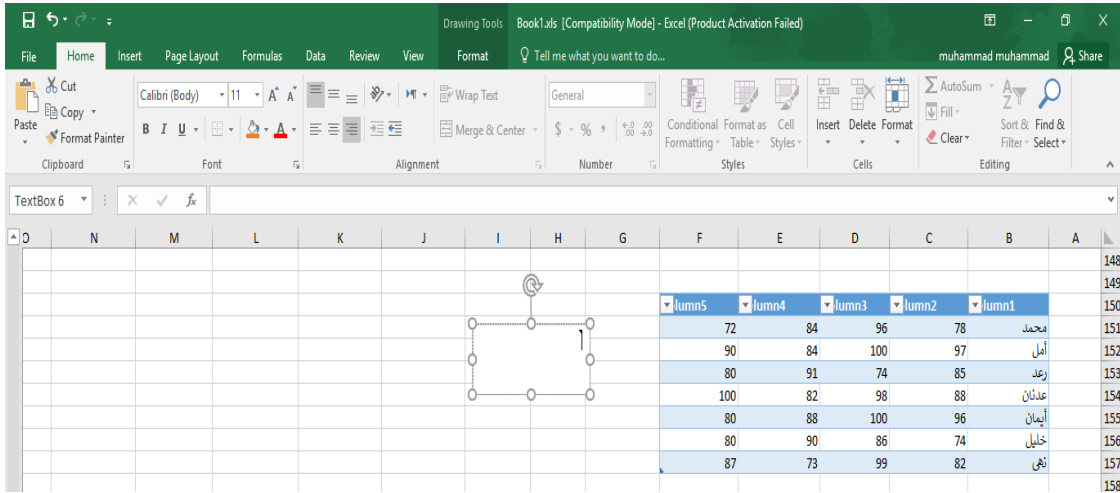 Drawing Tools Book1.xls [Compatibility Mode] - Excel (Product Activation Failed)
File Home Insert Page Layout Formulas Data Review View Format Tell me what you want to do... muhammad muhammad Share
Cut
Copy
Format Painter
Paste
Clipboard
Calibri (Body) 11 A A
B I U A
Font
Wrap Text
Merge & Center
Alignment
General
$ % , .0 .00 .00 .0
Number
Conditional Formatting
Format as Table
Cell Styles
Styles
Insert Delete Format
Cells
AutoSum
Fill
Clear
Sort & Filter
Find & Select
Editing
TextBox 6 fx
O N M L K J I H G F E D C B A
148
149
lumn5 lumn4 lumn3 lumn2 lumn1 150
72 84 96 78 محمد 151
90 84 100 97 أمل 152
80 91 74 85 رعد 153
100 82 98 88 عدنان 154
80 88 100 96 أيمان 155
80 90 86 74 خليل 156
87 73 99 82 نهى 157
158